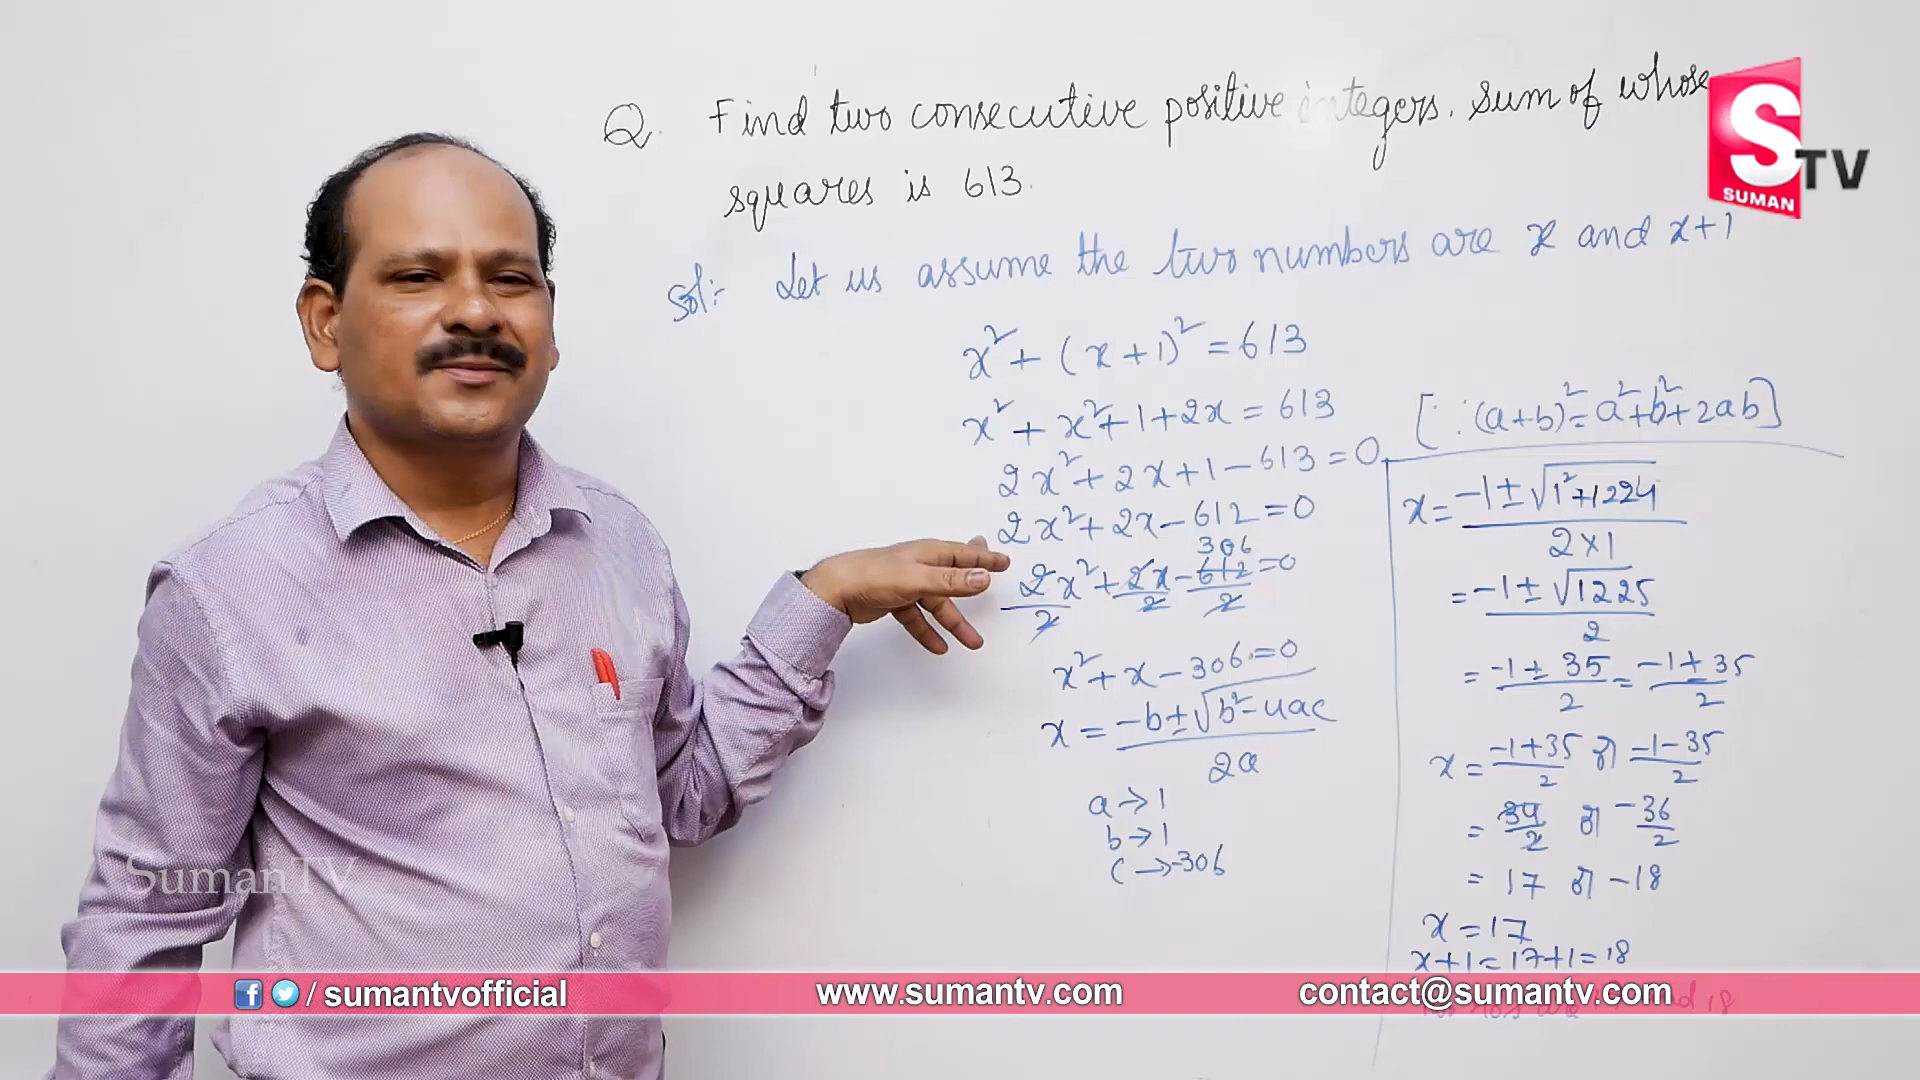 Q. Find two consecutive positive integers. Sum of whose
squares is 613.
Sol:- Let us assume the two numbers are x and x+1
x² + (x+1)² = 613
x² + x² + 1 + 2x = 613
[∵ (a+b)² = a²+b²+2ab]
2x² + 2x + 1 - 613 = 0
2x² + 2x - 612 = 0
306
2x²/2 + 2x/2 - 612/2 = 0
x² + x - 306 = 0
x = (-b ± √(b²-4ac))/2a
a → 1
b → 1
c → -306
x = (-1 ± √(1²+1224))/(2×1)
= (-1 ± √1225)/2
= (-1 ± 35)/2 = (-1 ± 35)/2
x = (-1+35)/2 or (-1-35)/2
= 34/2 or -36/2
= 17 or -18
x = 17
x+1 = 17+1 = 18
S TV
SUMAN
SumanTV
/ sumantvofficial
www.sumantv.com
contact@sumantv.com